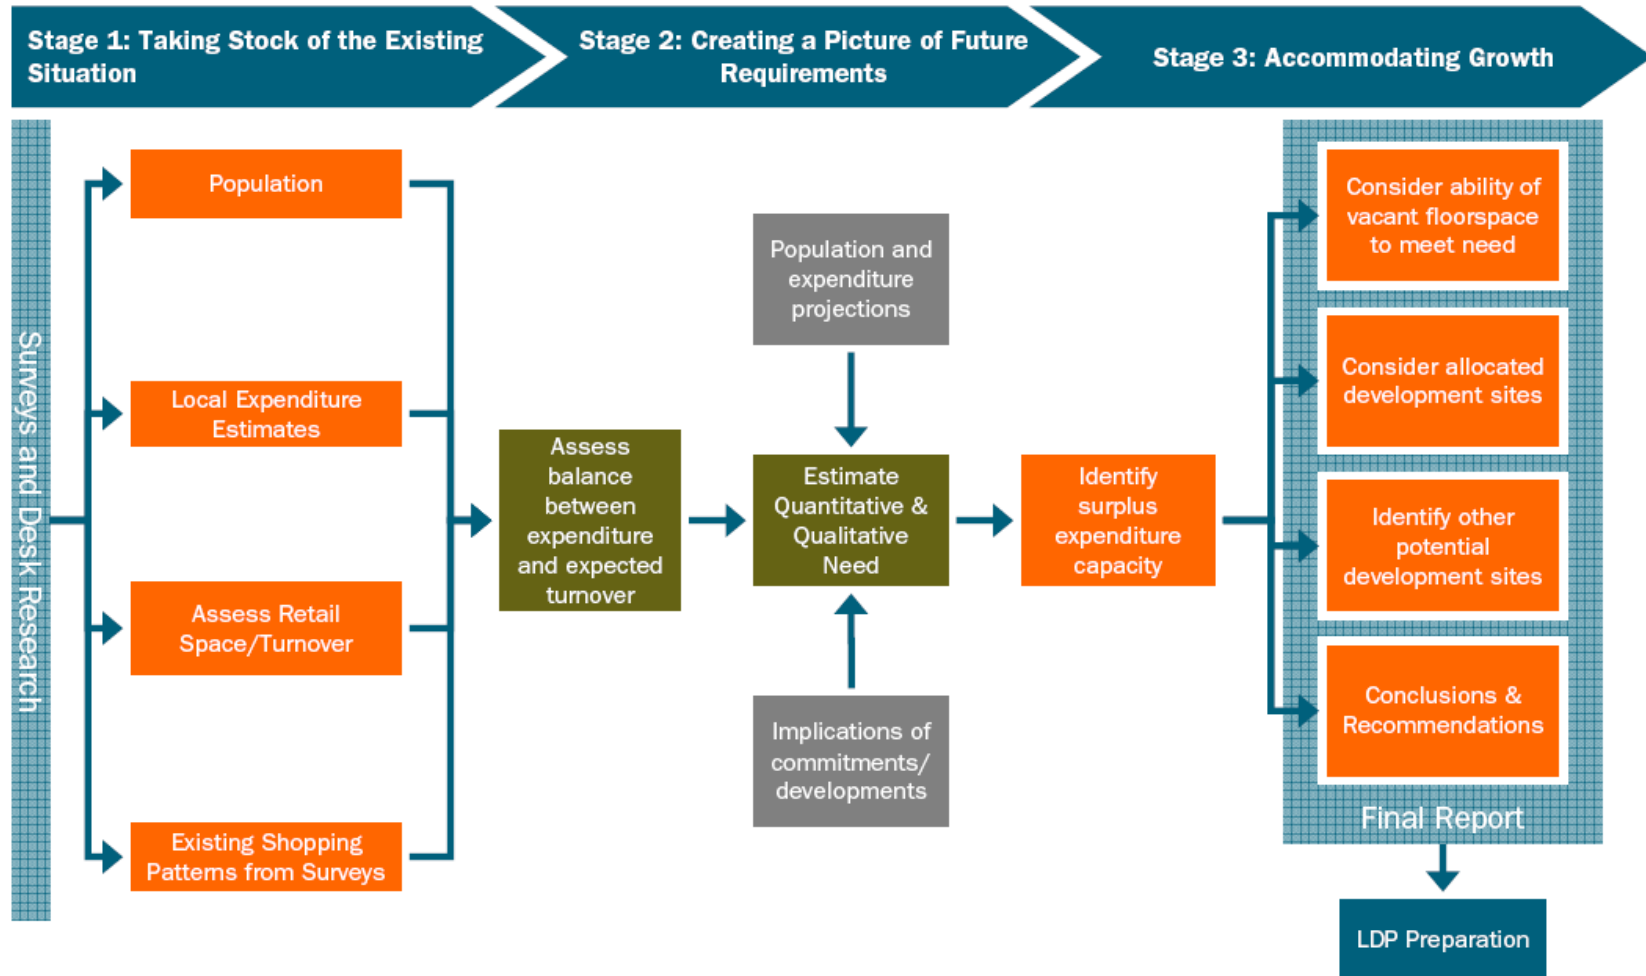 Stage 1: Taking Stock of the Existing
Situation
Stage 2: Creating a Picture of Future
Requirements
Stage 3: Accommodating Growth
Surveys and Desk Research
Population
Local Expenditure
Estimates
Assess Retail
Space/Turnover
Existing Shopping
Patterns from Surveys
Assess
balance
between
expenditure
and expected
turnover
Population and
expenditure
projections
Estimate
Quantitative &
Qualitative
Need
Implications of
commitments/
developments
Identify
surplus
expenditure
capacity
Consider ability of
vacant floorspace
to meet need
Consider allocated
development sites
Identify other
potential
development sites
Conclusions &
Recommendations
Final Report
LDP Preparation